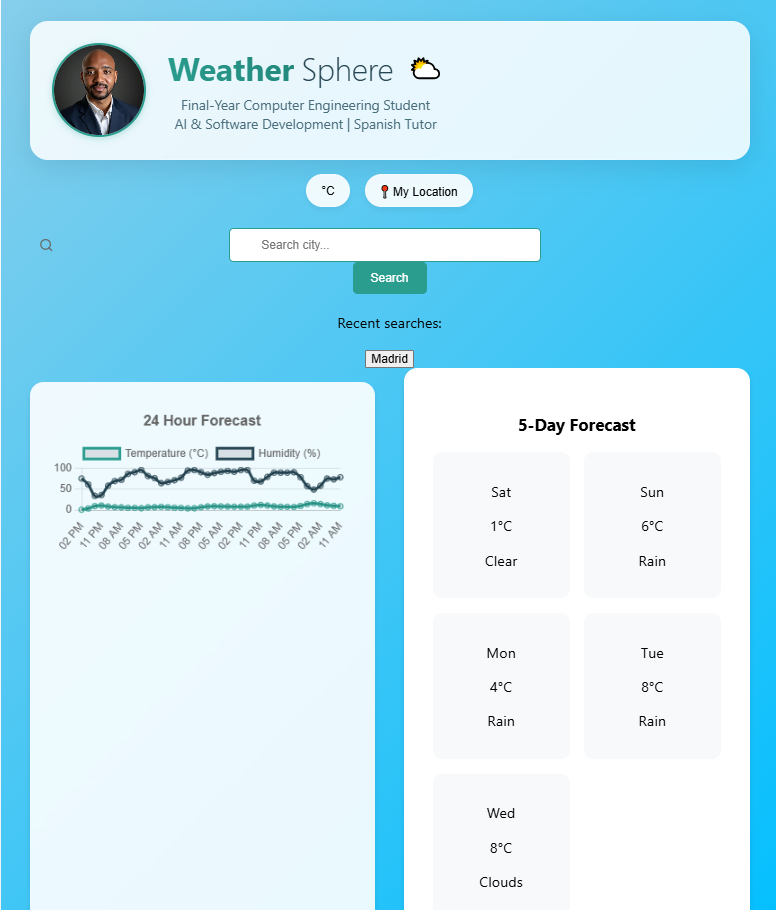 Weather Sphere
Final-Year Computer Engineering Student
AI & Software Development | Spanish Tutor
°C
My Location
Search city...
Search
Recent searches:
Madrid
24 Hour Forecast
Temperature (°C) Humidity (%)
100
50
0
02 PM 11 PM 08 AM 05 PM 02 AM 11 AM 08 PM 05 AM 02 PM 11 PM 08 AM 05 PM 02 AM 11 AM
5-Day Forecast
Sat
1°C
Clear
Sun
6°C
Rain
Mon
4°C
Rain
Tue
8°C
Rain
Wed
8°C
Clouds